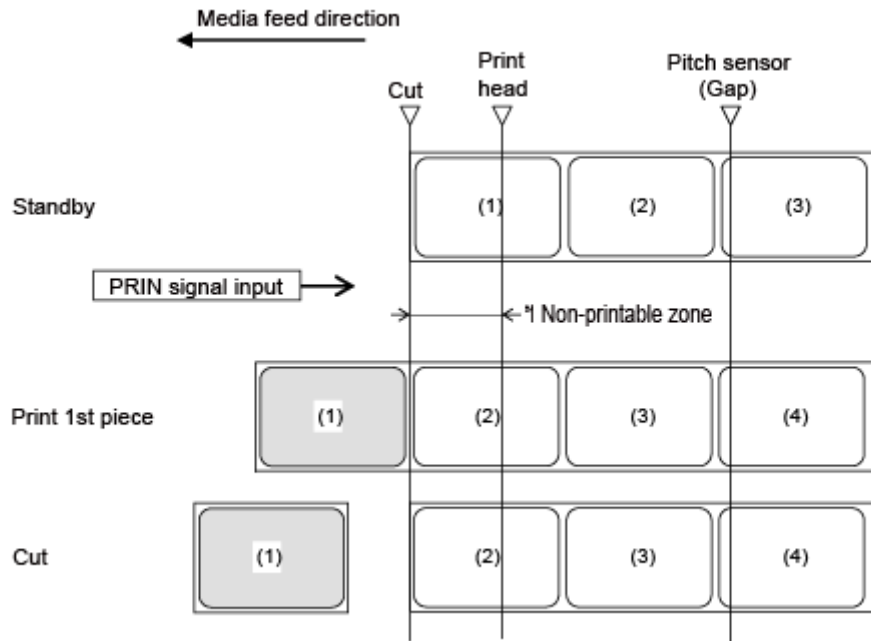 Media feed direction
Cut
Print
head
Pitch sensor
(Gap)
Standby
(1)
(2)
(3)
PRIN signal input
*1 Non-printable zone
Print 1st piece
(1)
(2)
(3)
(4)
Cut
(1)
(2)
(3)
(4)